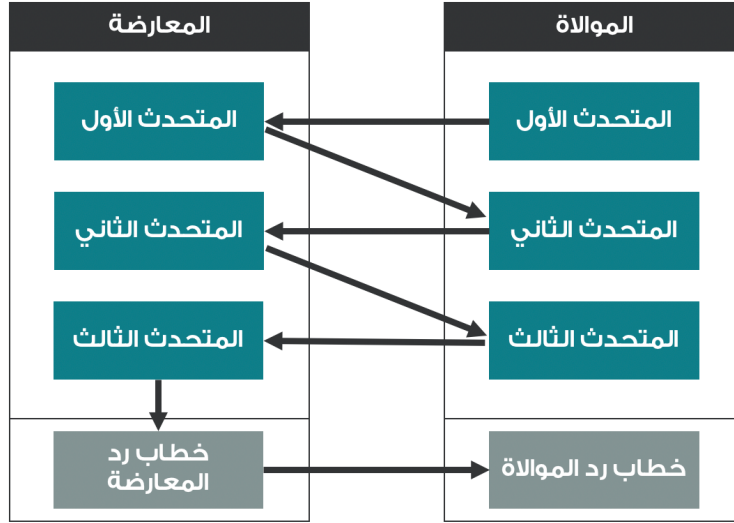 الموالاة
المعارضة
المتحدث الأول
المتحدث الأول
المتحدث الثاني
المتحدث الثاني
المتحدث الثالث
المتحدث الثالث
خطاب رد الموالاة
خطاب رد
المعارضة